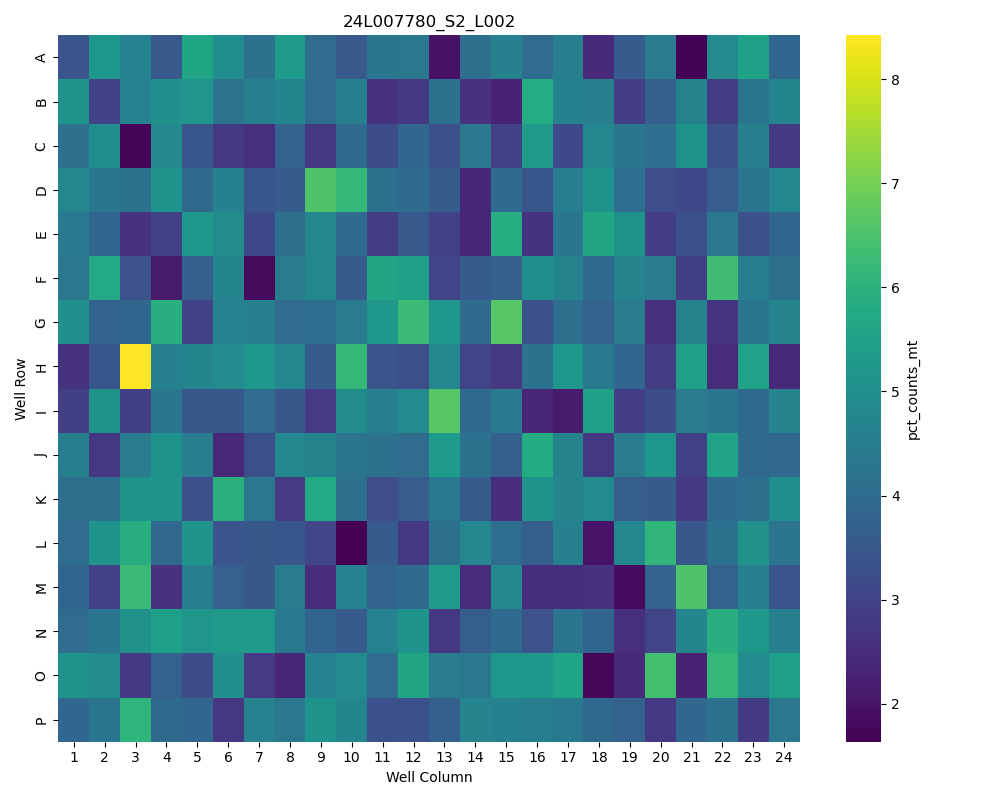 24L007780_S2_L002
Well Row
A
B
C
D
E
F
G
H
I
J
K
L
M
N
O
P
1 2 3 4 5 6 7 8 9 10 11 12 13 14 15 16 17 18 19 20 21 22 23 24
Well Column
8
7
6
5
4
3
2
pct_counts_mt